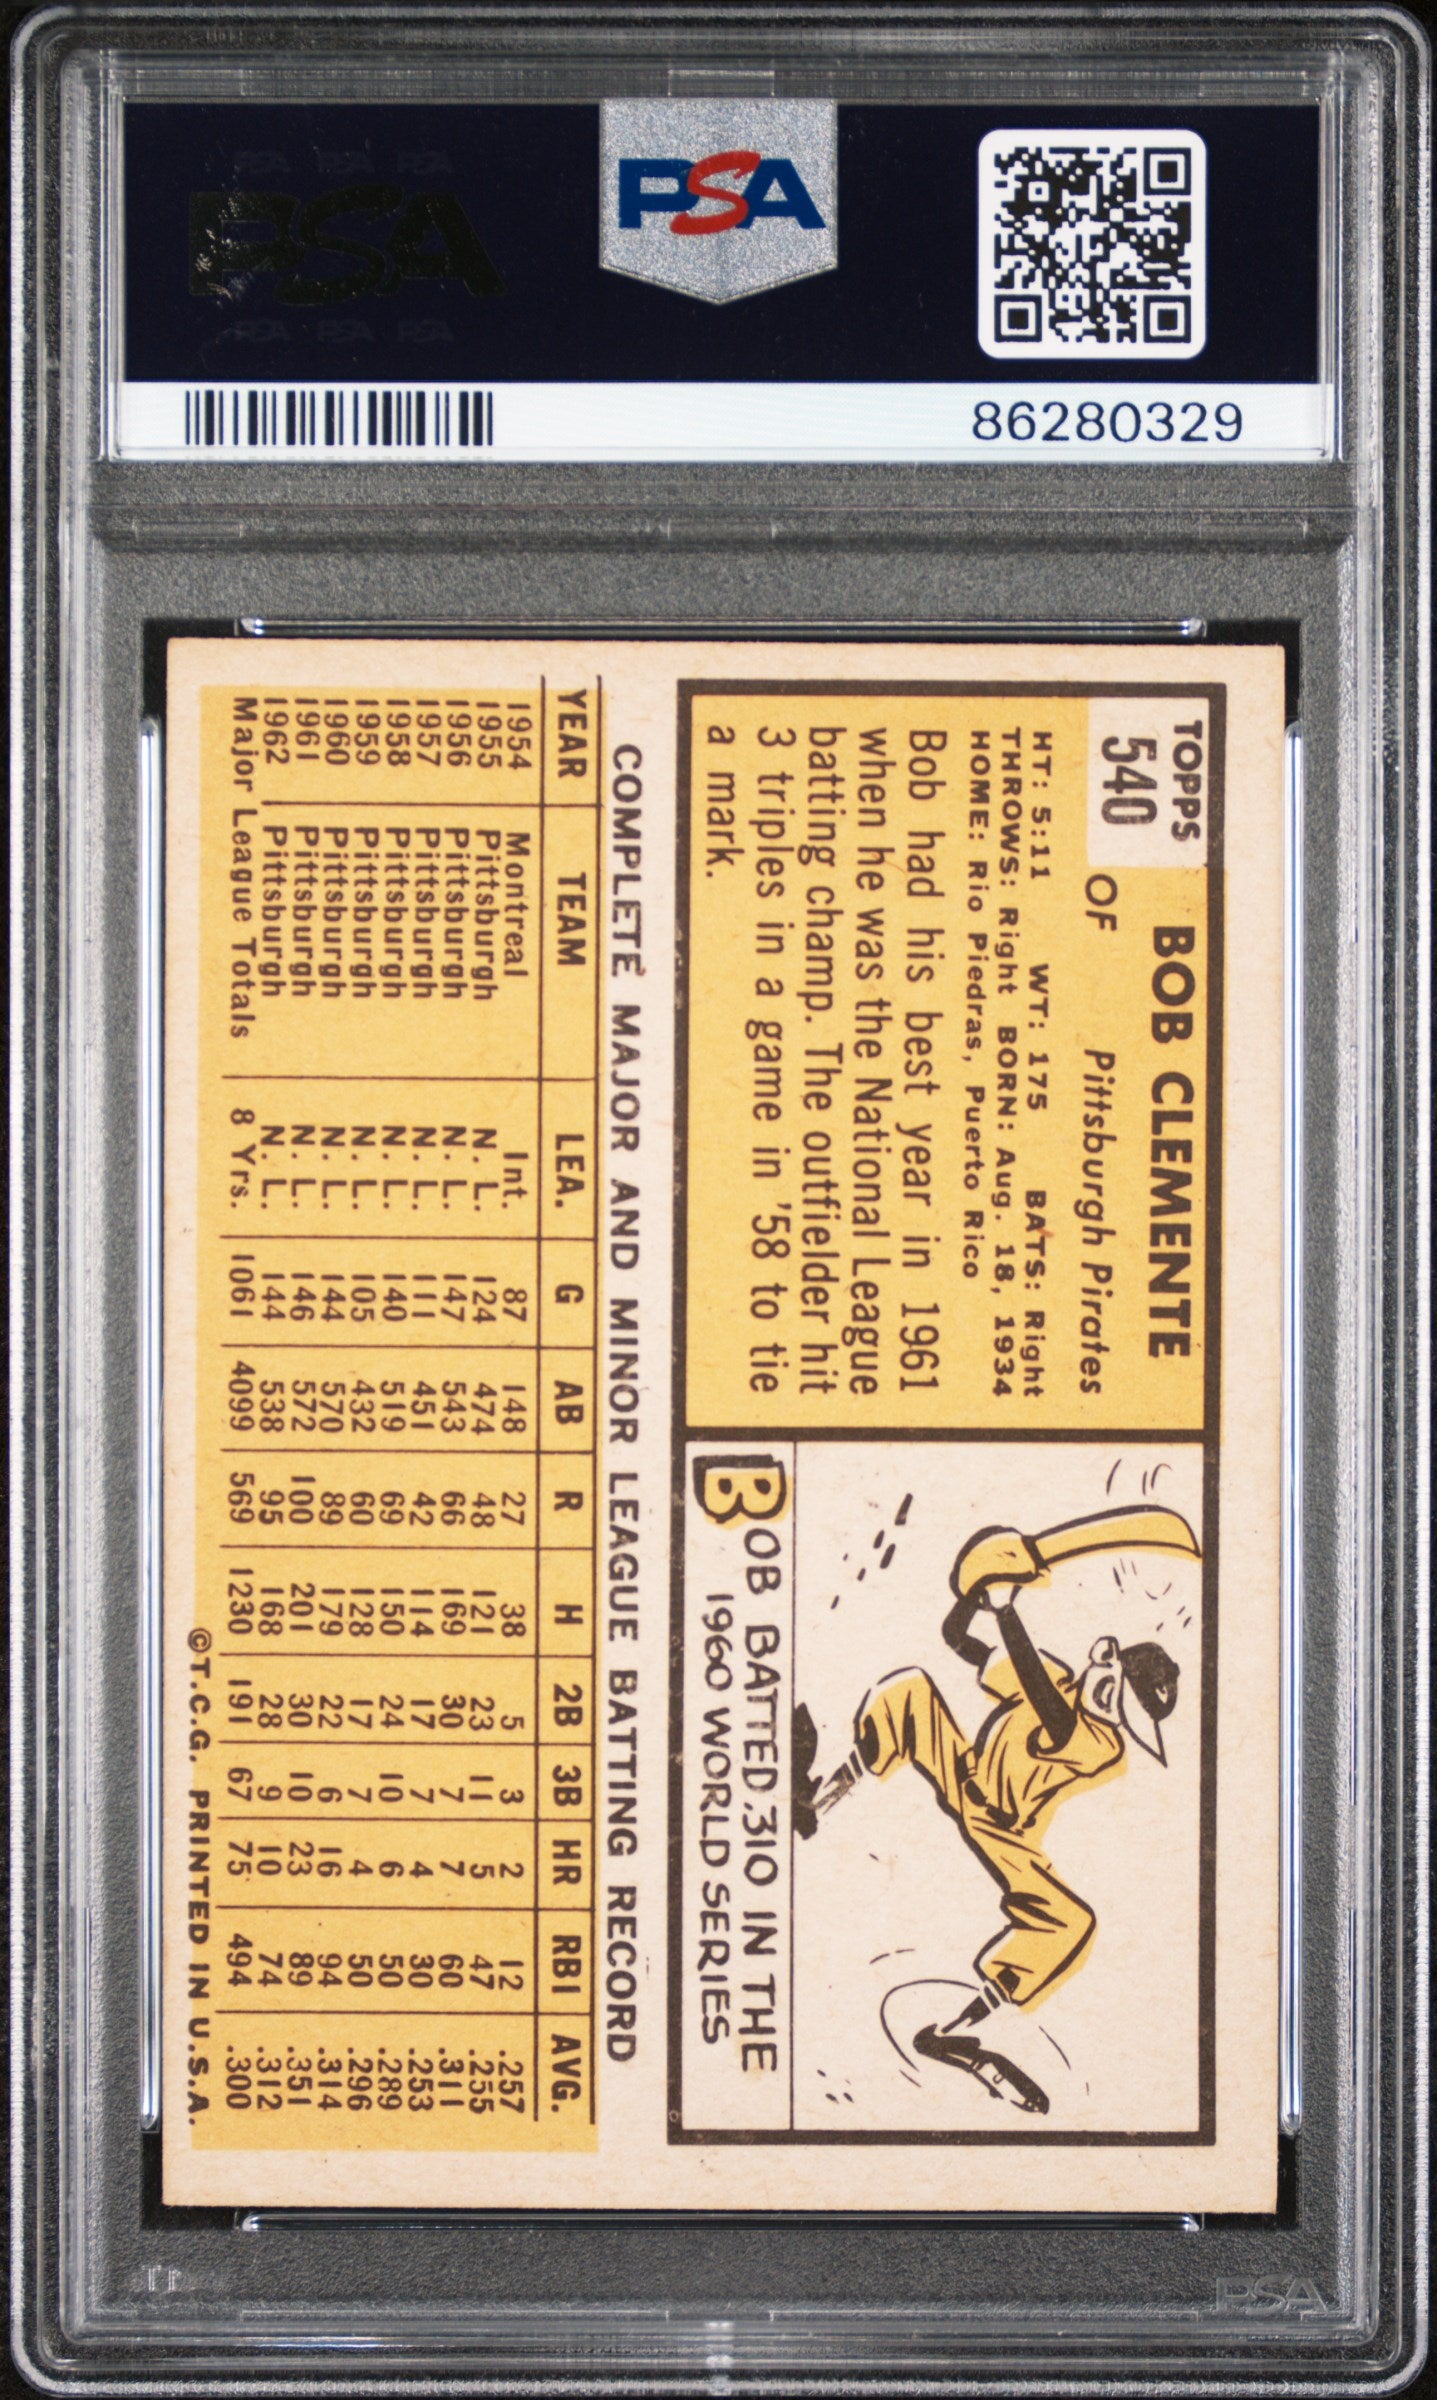 PSA PSA PSA
PSA
PSA PSA PSA
PSA
86280329
TOPPS
540
BOB CLEMENTE
OF Pittsburgh Pirates
HT: 5:11 WT: 175 BATS: Right
THROWS: Right BORN: Aug. 18, 1934
HOME: Rio Piedras, Puerto Rico
Bob had his best year in 1961
when he was the National League
batting champ. The outfielder hit
3 triples in a game in '58 to tie
a mark.
BOB BATTED .310 IN THE
1960 WORLD SERIES
COMPLETE MAJOR AND MINOR LEAGUE BATTING RECORD
YEAR TEAM LEA. G AB R H 2B 3B HR RBI AVG.
1954 Montreal Int. 87 148 27 38 5 3 2 12 .257
1955 Pittsburgh N. L. 124 474 48 121 23 11 5 47 .255
1956 Pittsburgh N. L. 147 543 66 169 30 7 7 60 .311
1957 Pittsburgh N. L. 111 451 42 114 17 7 4 30 .253
1958 Pittsburgh N. L. 140 519 69 150 24 10 6 50 .289
1959 Pittsburgh N. L. 105 432 60 128 17 7 4 50 .296
1960 Pittsburgh N. L. 144 570 89 179 22 6 16 94 .314
1961 Pittsburgh N. L. 146 572 100 201 30 10 23 89 .351
1962 Pittsburgh N. L. 144 538 95 168 28 9 10 74 .312
Major League Totals 8 Yrs. 1061 4099 569 1230 191 67 75 494 .300
©T.C.G. PRINTED IN U.S.A.
PSA